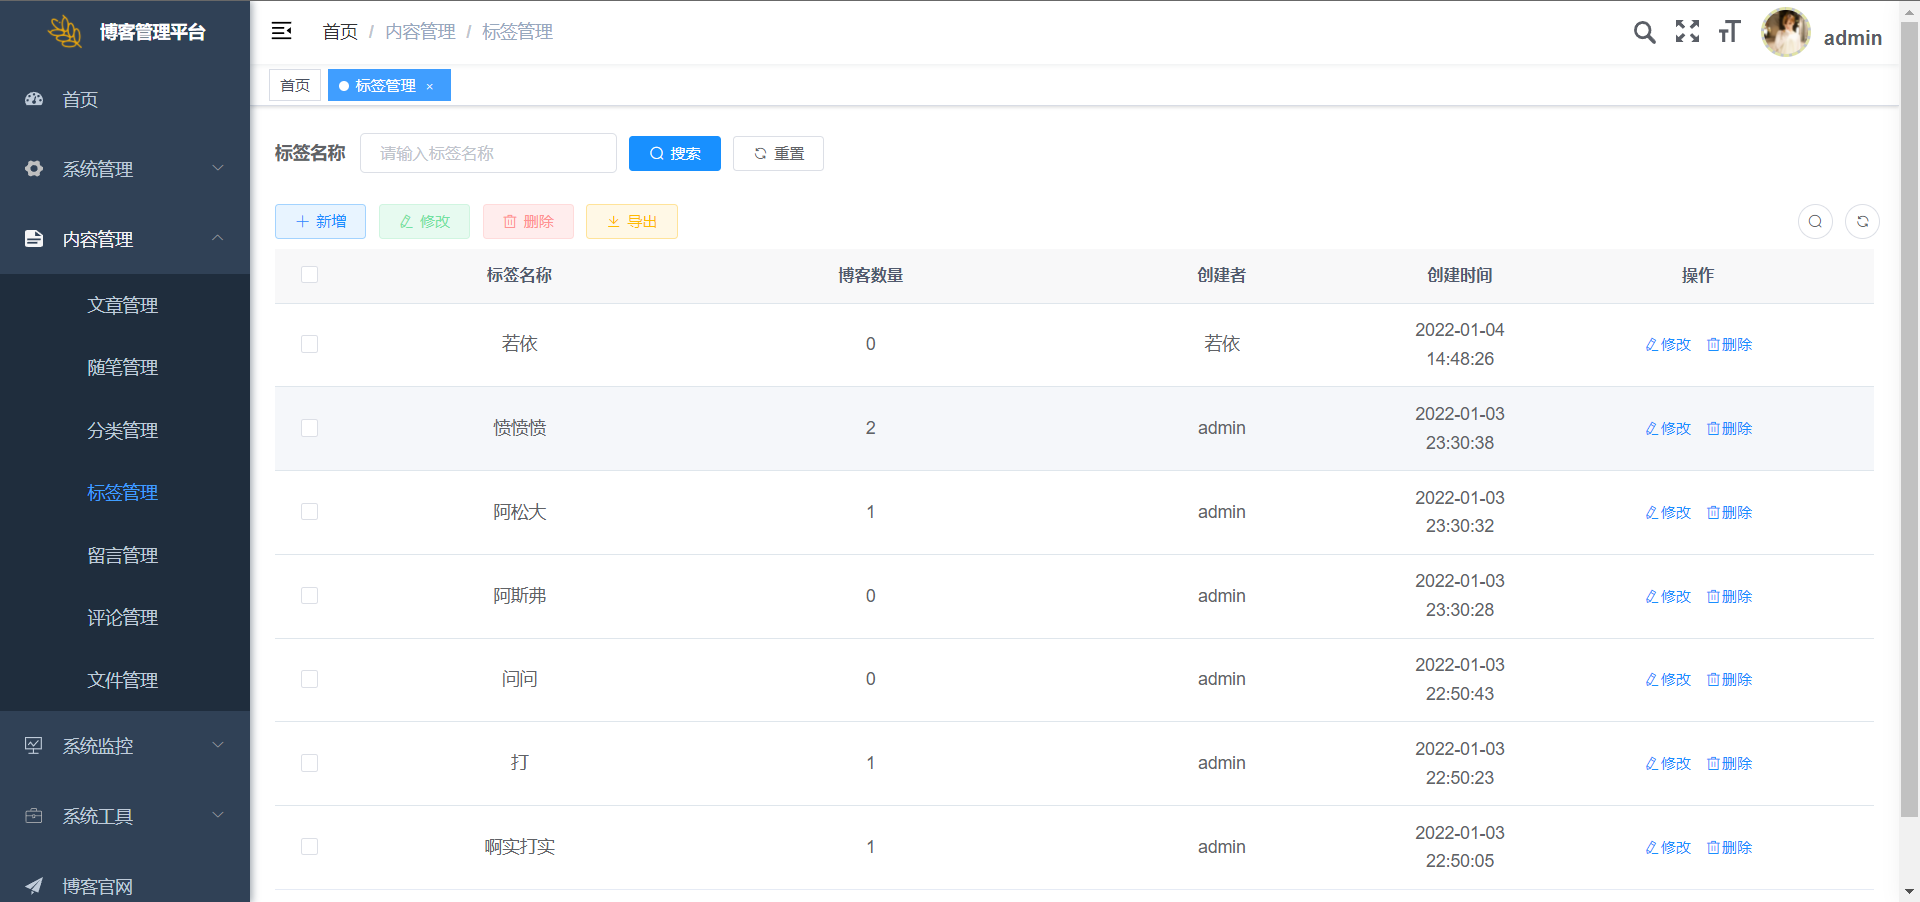 博客管理平台
首页
系统管理
内容管理
文章管理
随笔管理
分类管理
标签管理
留言管理
评论管理
文件管理
系统监控
系统工具
博客官网
首页 / 内容管理 / 标签管理
admin
首页
标签管理 ×
标签名称 请输入标签名称 搜索 重置
新增 修改 删除 导出
标签名称 博客数量 创建者 创建时间 操作
若依 0 若依 2022-01-04 14:48:26 修改 删除
愤愤愤 2 admin 2022-01-03 23:30:38 修改 删除
阿松大 1 admin 2022-01-03 23:30:32 修改 删除
阿斯弗 0 admin 2022-01-03 23:30:28 修改 删除
问问 0 admin 2022-01-03 22:50:43 修改 删除
打 1 admin 2022-01-03 22:50:23 修改 删除
啊实打实 1 admin 2022-01-03 22:50:05 修改 删除